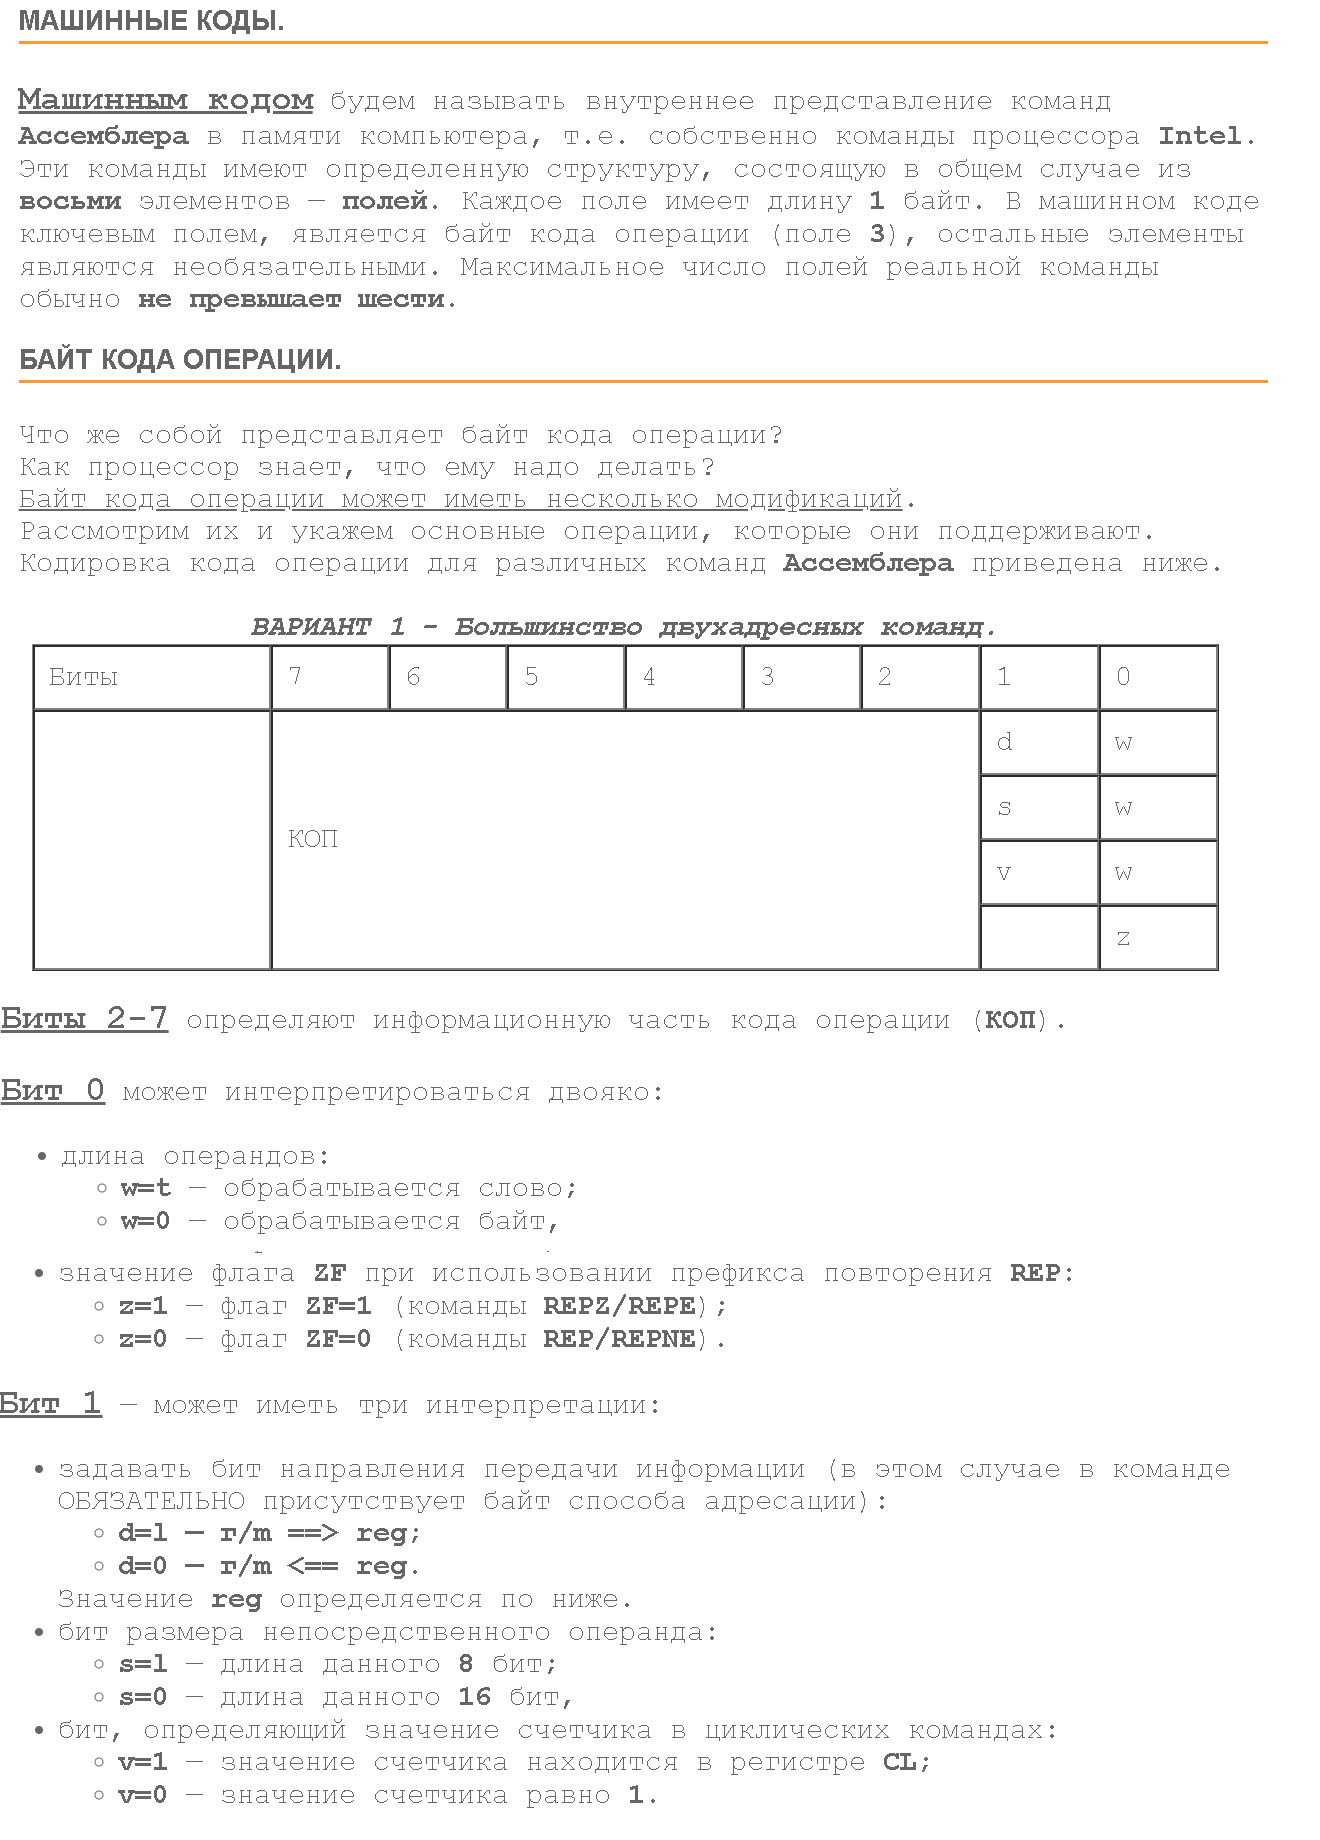 МАШИННЫЕ КОДЫ.
Машинным кодом будем называть внутреннее представление команд
Ассемблера в памяти компьютера, т.е. собственно команды процессора Intel.
Эти команды имеют определенную структуру, состоящую в общем случае из
восьми элементов — полей. Каждое поле имеет длину 1 байт. В машинном коде
ключевым полем, является байт кода операции (поле 3), остальные элементы
являются необязательными. Максимальное число полей реальной команды
обычно не превышает шести.
БАЙТ КОДА ОПЕРАЦИИ.
Что же собой представляет байт кода операции?
Как процессор знает, что ему надо делать?
Байт кода операции может иметь несколько модификаций.
Рассмотрим их и укажем основные операции, которые они поддерживают.
Кодировка кода операции для различных команд Ассемблера приведена ниже.
ВАРИАНТ 1 - Большинство двухадресных команд.
Биты 7 6 5 4 3 2 1 0
d w
s w
КОП
v w
z
Биты 2-7 определяют информационную часть кода операции (КОП).
Бит 0 может интерпретироваться двояко:
• длина операндов:
◦ w=t — обрабатывается слово;
◦ w=0 — обрабатывается байт,
• значение флага ZF при использовании префикса повторения REP:
◦ z=1 — флаг ZF=1 (команды REPZ/REPE);
◦ z=0 — флаг ZF=0 (команды REP/REPNE).
Бит 1 — может иметь три интерпретации:
• задавать бит направления передачи информации (в этом случае в команде
ОБЯЗАТЕЛЬНО присутствует байт способа адресации):
◦ d=l — r/m ==> reg;
◦ d=0 — r/m <== reg.
Значение reg определяется по ниже.
• бит размера непосредственного операнда:
◦ s=l — длина данного 8 бит;
◦ s=0 — длина данного 16 бит,
• бит, определяющий значение счетчика в циклических командах:
◦ v=1 — значение счетчика находится в регистре CL;
◦ v=0 — значение счетчика равно 1.